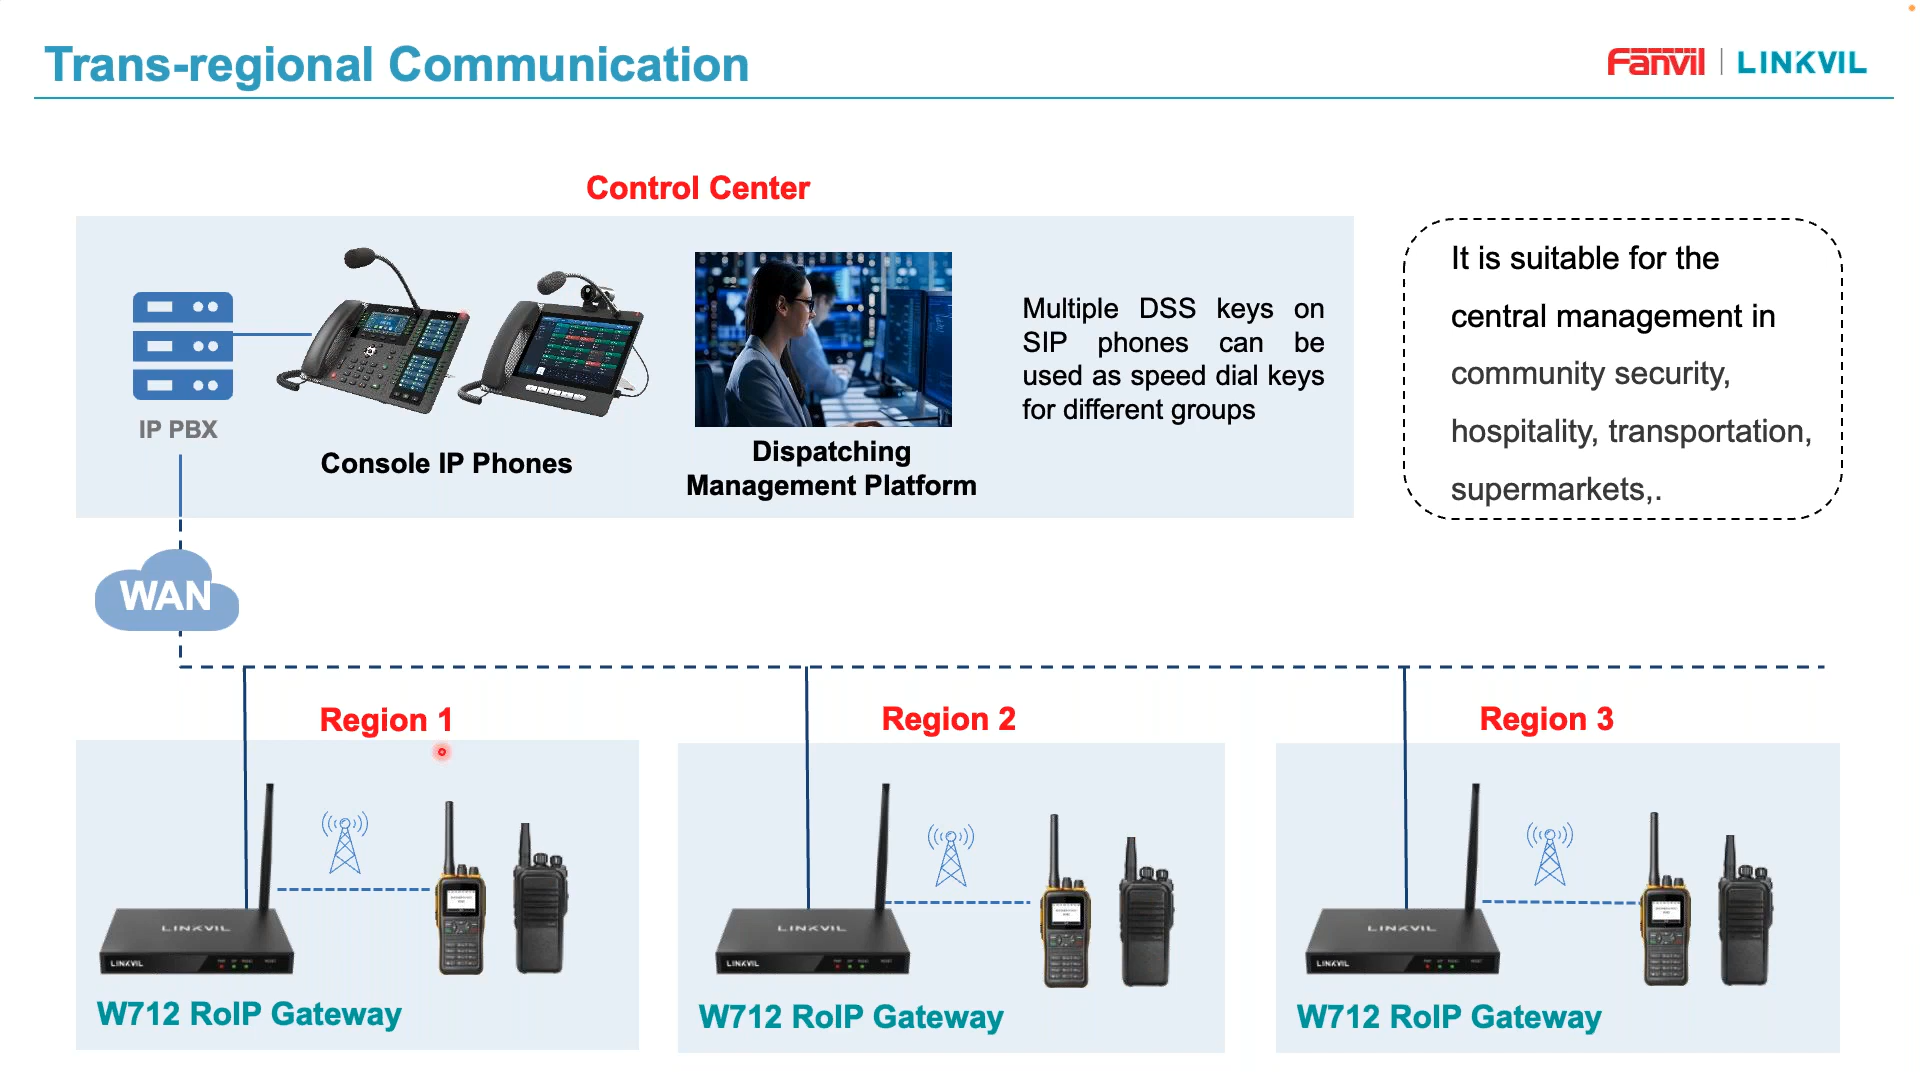 Trans-regional Communication
Fanvil | LINKVIL
Control Center
IP PBX
Console IP Phones
Dispatching
Management Platform
Multiple DSS keys on
SIP phones can be
used as speed dial keys
for different groups
It is suitable for the
central management in
community security,
hospitality, transportation,
supermarkets,.
WAN
Region 1
Region 2
Region 3
LINKVIL
LINKVIL
W712 RoIP Gateway
LINKVIL
LINKVIL
W712 RoIP Gateway
LINKVIL
LINKVIL
W712 RoIP Gateway